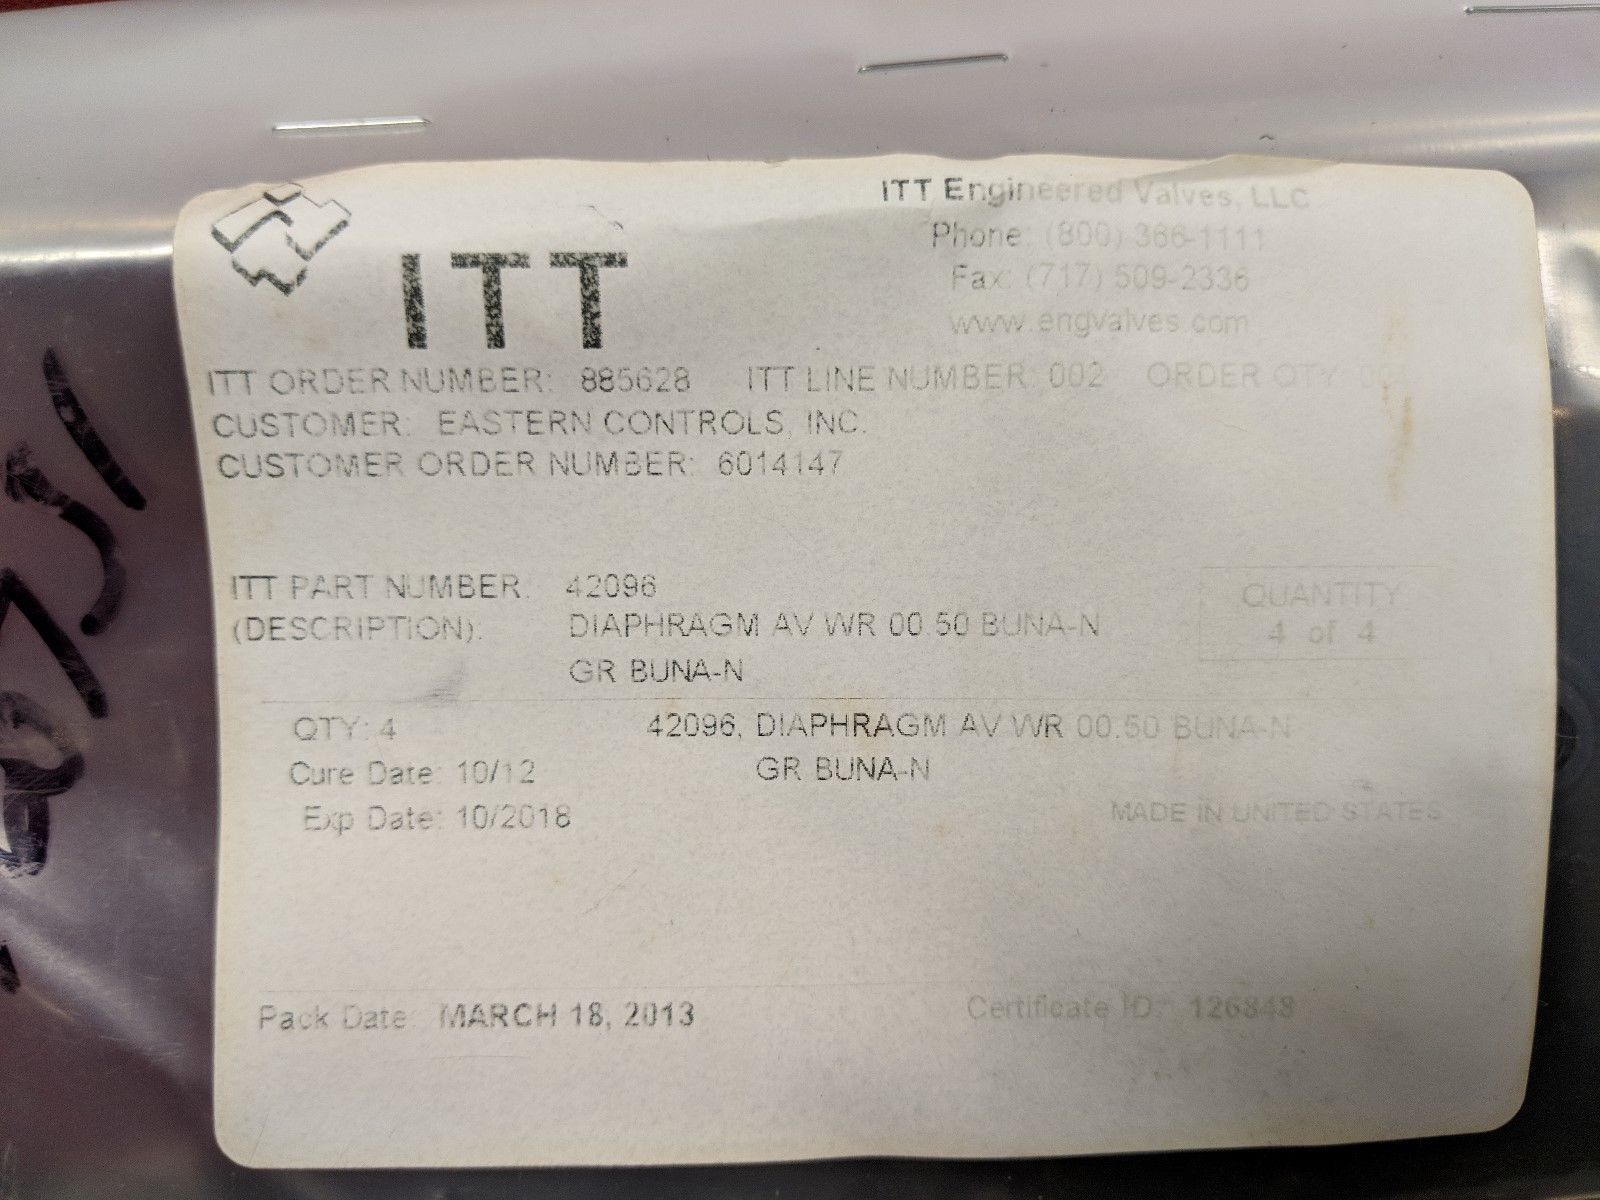 ITT
ITT Engineered Valves, LLC
Phone: (800) 366-1111
Fax: (717) 509-2336
www.engvalves.com
ITT ORDER NUMBER: 885628 ITT LINE NUMBER: 002 ORDER QTY:
CUSTOMER: EASTERN CONTROLS, INC.
CUSTOMER ORDER NUMBER: 6014147
ITT PART NUMBER: 42096
(DESCRIPTION): DIAPHRAGM AV WR 00.50 BUNA-N
GR BUNA-N
QUANTITY
4 of 4
QTY: 4 42096, DIAPHRAGM AV WR 00.50 BUNA-N
GR BUNA-N
Cure Date: 10/12
Exp Date: 10/2018
MADE IN UNITED STATES
Pack Date: MARCH 18, 2013 Certificate ID: 126848